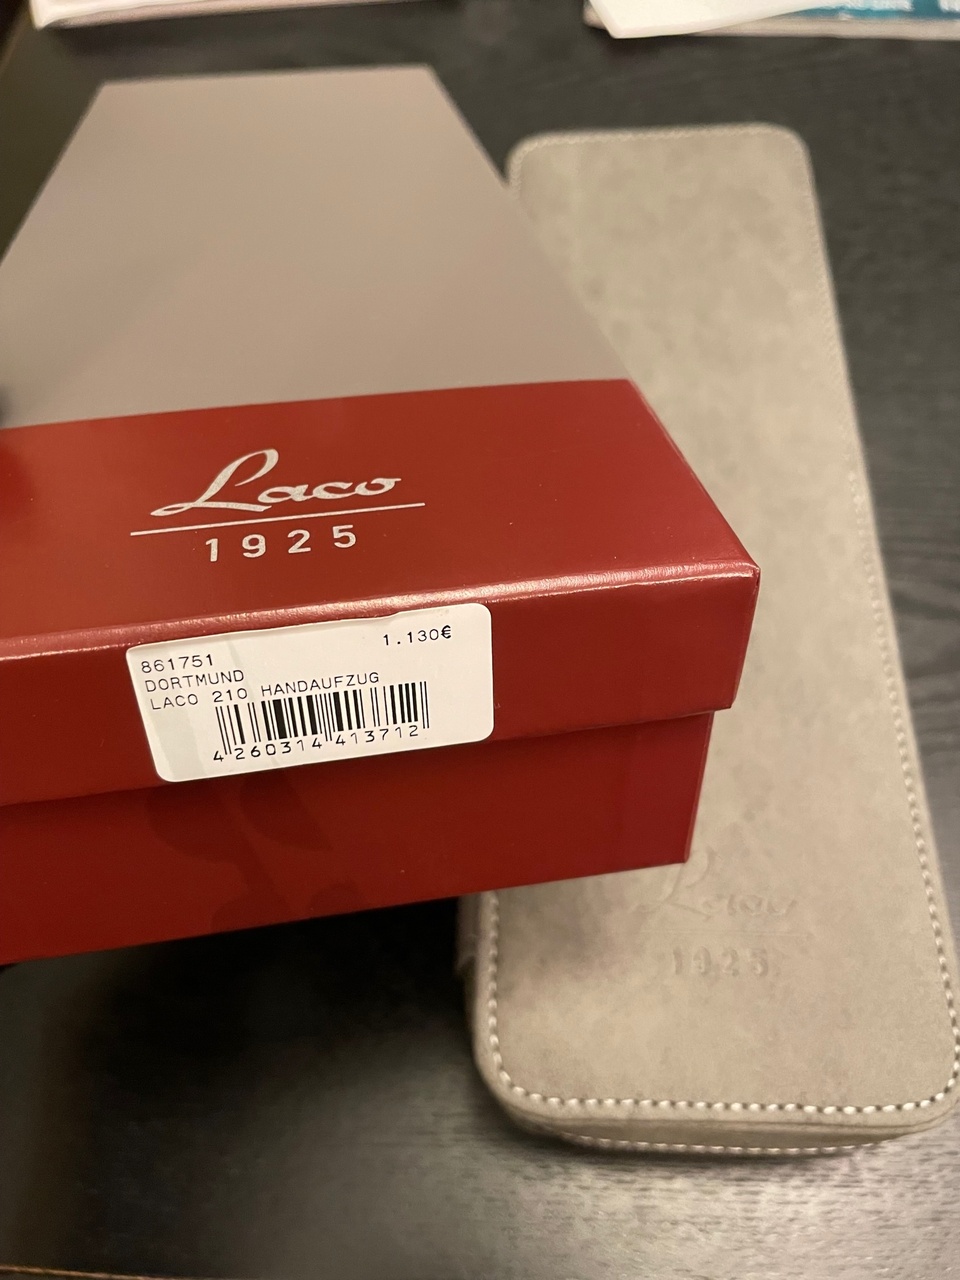 Laco
1925
1.130€
861751
DORTMUND
LACO 210 HANDAUFZUG
4 260314 413712
Laco
1925